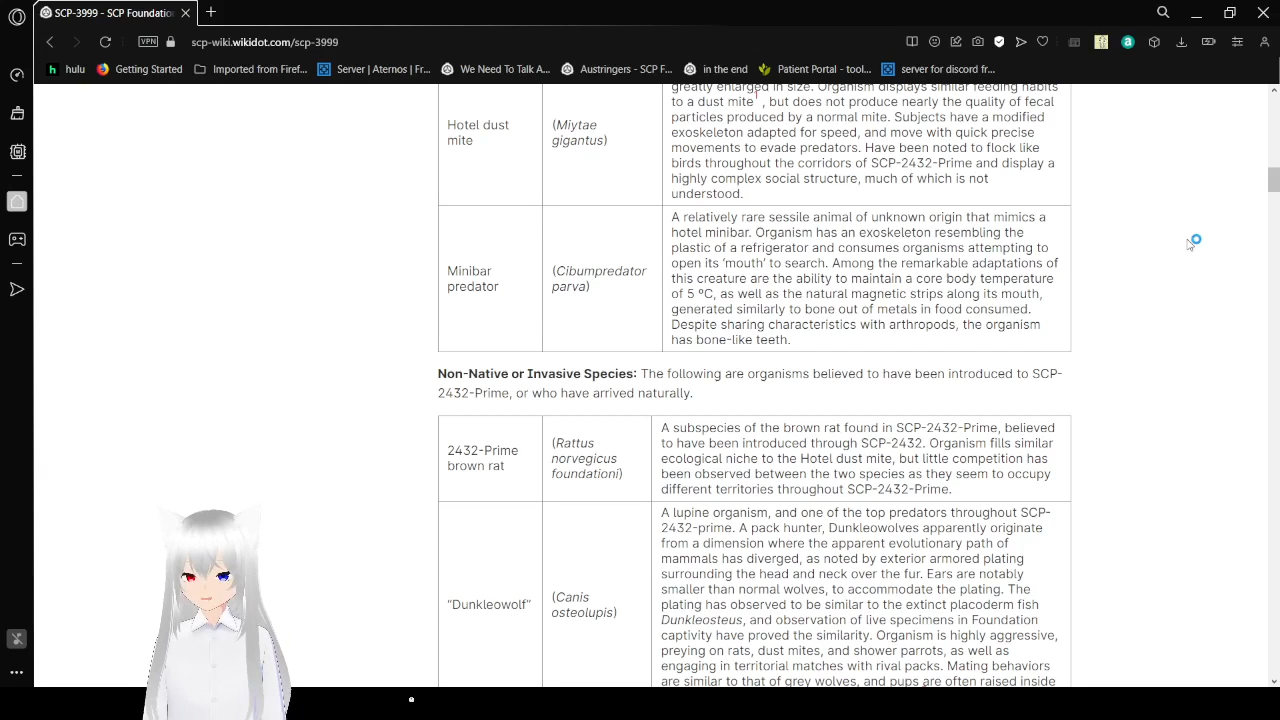 SCP-3999 - SCP Foundatio
VPN
scp-wiki.wikidot.com/scp-3999
hulu
Getting Started
Imported from Firef...
Server | Aternos | Fr...
We Need To Talk A...
Austringers - SCP F...
in the end
Patient Portal - tool...
server for discord fr...
Hotel dust
mite
(Miytae
gigantus)
greatly enlarged in size. Organism displays similar feeding habits
to a dust mite¹ , but does not produce nearly the quality of fecal
particles produced by a normal mite. Subjects have a modified
exoskeleton adapted for speed, and move with quick precise
movements to evade predators. Have been noted to flock like
birds throughout the corridors of SCP-2432-Prime and display a
highly complex social structure, much of which is not
understood.
Minibar
predator
(Cibumpredator
parva)
A relatively rare sessile animal of unknown origin that mimics a
hotel minibar. Organism has an exoskeleton resembling the
plastic of a refrigerator and consumes organisms attempting to
open its ‘mouth’ to search. Among the remarkable adaptations of
this creature are the ability to maintain a core body temperature
of 5 ºC, as well as the natural magnetic strips along its mouth,
generated similarly to bone out of metals in food consumed.
Despite sharing characteristics with arthropods, the organism
has bone-like teeth.
Non-Native or Invasive Species: The following are organisms believed to have been introduced to SCP-
2432-Prime, or who have arrived naturally.
2432-Prime
brown rat
(Rattus
norvegicus
foundationi)
A subspecies of the brown rat found in SCP-2432-Prime, believed
to have been introduced through SCP-2432. Organism fills similar
ecological niche to the Hotel dust mite, but little competition has
been observed between the two species as they seem to occupy
different territories throughout SCP-2432-Prime.
“Dunkleowolf”
(Canis
osteolupis)
A lupine organism, and one of the top predators throughout SCP-
2432-prime. A pack hunter, Dunkleowolves apparently originate
from a dimension where the apparent evolutionary path of
mammals has diverged, as noted by exterior armored plating
surrounding the head and neck over the fur. Ears are notably
smaller than normal wolves, to accommodate the plating. The
plating has observed to be similar to the extinct placoderm fish
Dunkleosteus, and observation of live specimens in Foundation
captivity have proved the similarity. Organism is highly aggressive,
preying on rats, dust mites, and shower parrots, as well as
engaging in territorial matches with rival packs. Mating behaviors
are similar to that of grey wolves, and pups are often raised inside